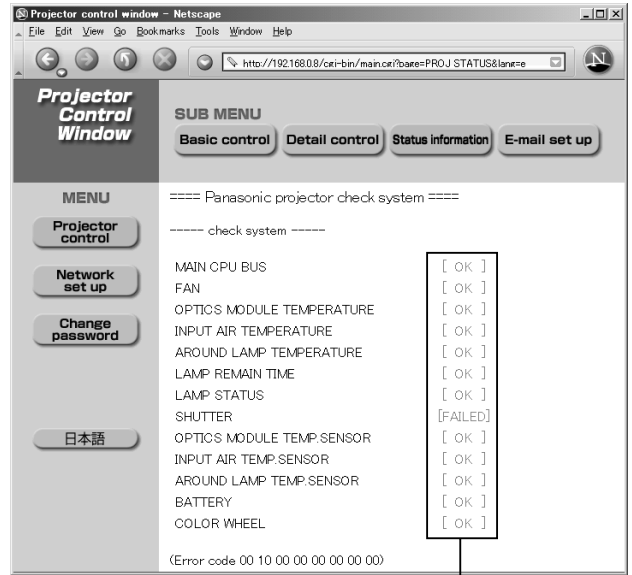 Projector control window - Netscape
File Edit View Go Bookmarks Tools Window Help
http://192.168.0.8/cgi-bin/main.cgi?page=PROJ STATUS&lang=e
N
Projector
Control
Window
SUB MENU
Basic control Detail control Status information E-mail set up
MENU
Projector
control
Network
set up
Change
password
日本語
==== Panasonic projector check system ====
----- check system -----
MAIN CPU BUS [ OK ]
FAN [ OK ]
OPTICS MODULE TEMPERATURE [ OK ]
INPUT AIR TEMPERATURE [ OK ]
AROUND LAMP TEMPERATURE [ OK ]
LAMP REMAIN TIME [ OK ]
LAMP STATUS [ OK ]
SHUTTER [FAILED]
OPTICS MODULE TEMP.SENSOR [ OK ]
INPUT AIR TEMP.SENSOR [ OK ]
AROUND LAMP TEMP.SENSOR [ OK ]
BATTERY [ OK ]
COLOR WHEEL [ OK ]
(Error code 00 10 00 00 00 00 00 00)